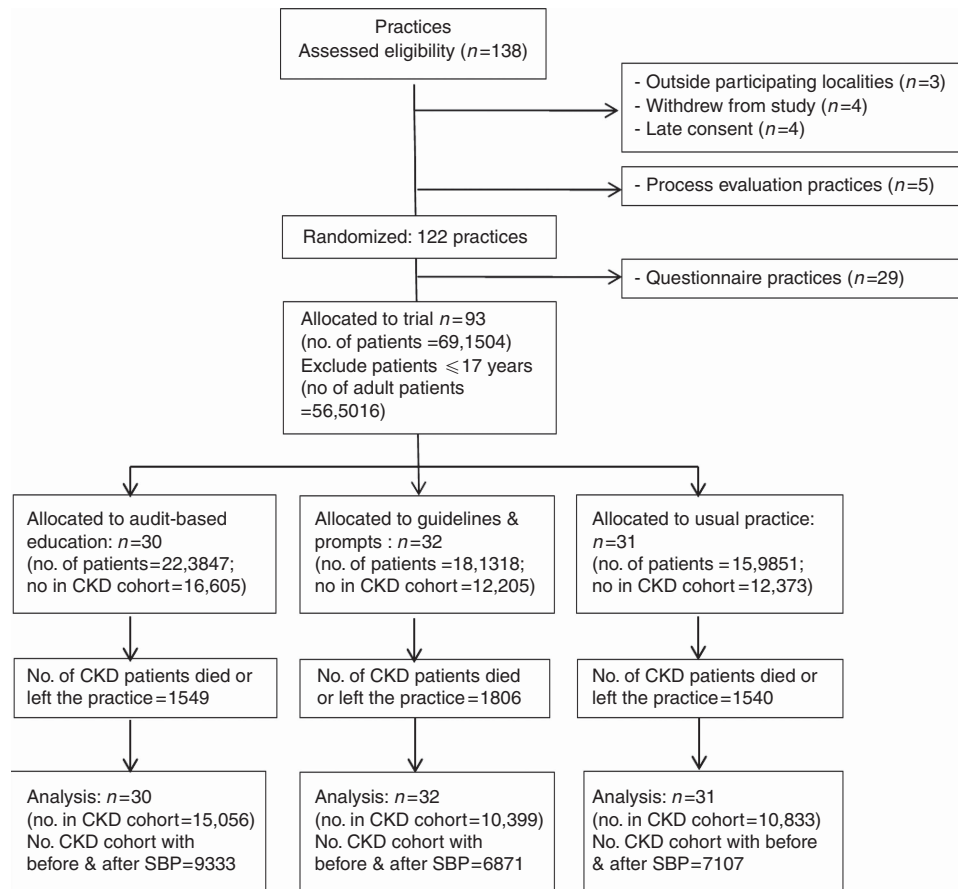 Practices
Assessed eligibility (n=138)
- Outside participating localities (n=3)
- Withdrew from study (n=4)
- Late consent (n=4)
- Process evaluation practices (n=5)
Randomized: 122 practices
- Questionnaire practices (n=29)
Allocated to trial n=93
(no. of patients =69,1504)
Exclude patients ⩽17 years
(no of adult patients
=56,5016)
Allocated to audit-based
education: n=30
(no. of patients=22,3847;
no in CKD cohort=16,605)
Allocated to guidelines &
prompts : n=32
(no. of patients =18,1318;
no in CKD cohort=12,205)
Allocated to usual practice:
n=31
(no. of patients = 15,9851;
no in CKD cohort=12,373)
No. of CKD patients died or
left the practice=1549
No. of CKD patients died
or left the practice=1806
No. of CKD patients died or
left the practice=1540
Analysis: n=30
(no. in CKD cohort=15,056)
No. CKD cohort with
before & after SBP=9333
Analysis: n=32
(no. in CKD cohort=10,399)
No. CKD cohort with
before & after SBP=6871
Analysis: n=31
(no. in CKD cohort=10,833)
No. CKD cohort with before
& after SBP=7107